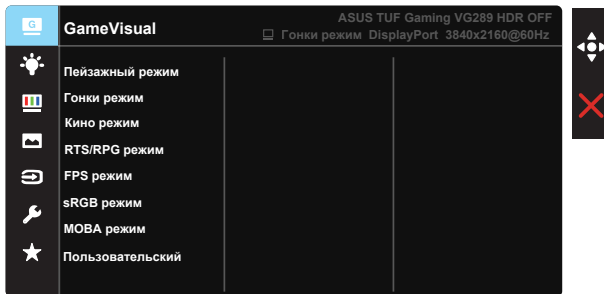 G
GameVisual
ASUS TUF Gaming VG289 HDR OFF
Гонки режим DisplayPort 3840x2160@60Hz
Пейзажный режим
Гонки режим
Кино режим
RTS/RPG режим
FPS режим
sRGB режим
MOBA режим
Пользовательский